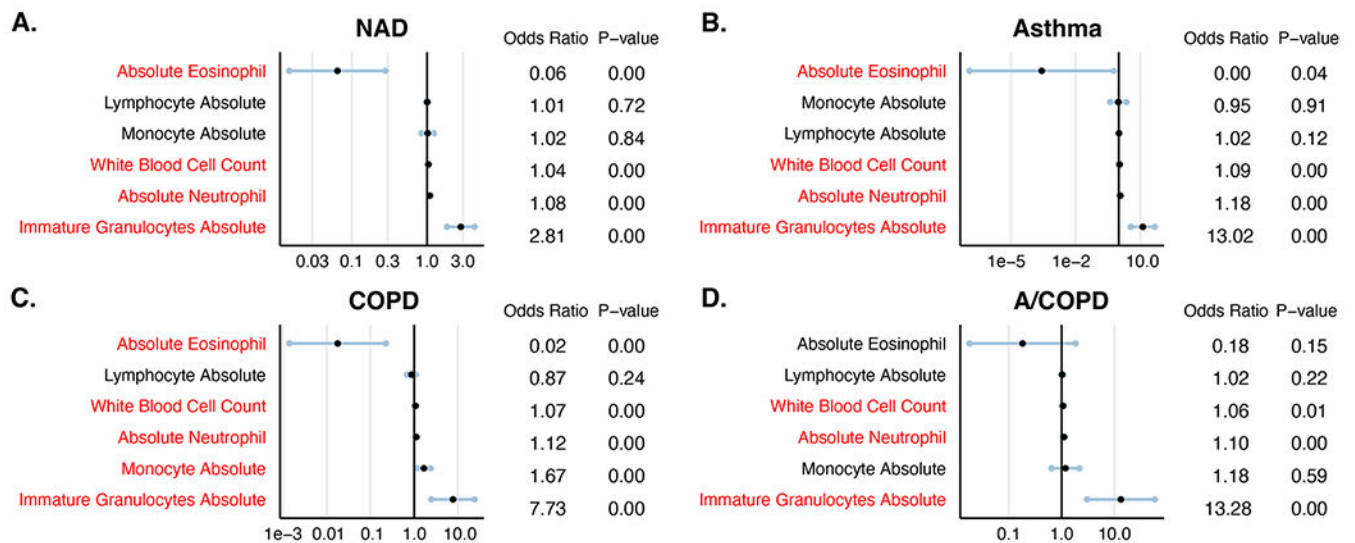 A. NAD Odds Ratio P-value
Absolute Eosinophil 0.06 0.00
Lymphocyte Absolute 1.01 0.72
Monocyte Absolute 1.02 0.84
White Blood Cell Count 1.04 0.00
Absolute Neutrophil 1.08 0.00
Immature Granulocytes Absolute 2.81 0.00
0.03 0.1 0.3 1.0 3.0
B. Asthma Odds Ratio P-value
Absolute Eosinophil 0.00 0.04
Monocyte Absolute 0.95 0.91
Lymphocyte Absolute 1.02 0.12
White Blood Cell Count 1.09 0.00
Absolute Neutrophil 1.18 0.00
Immature Granulocytes Absolute 13.02 0.00
1e-5 1e-2 10.0
C. COPD Odds Ratio P-value
Absolute Eosinophil 0.02 0.00
Lymphocyte Absolute 0.87 0.24
White Blood Cell Count 1.07 0.00
Absolute Neutrophil 1.12 0.00
Monocyte Absolute 1.67 0.00
Immature Granulocytes Absolute 7.73 0.00
1e-3 0.01 0.1 1.0 10.0
D. A/COPD Odds Ratio P-value
Absolute Eosinophil 0.18 0.15
Lymphocyte Absolute 1.02 0.22
White Blood Cell Count 1.06 0.01
Absolute Neutrophil 1.10 0.00
Monocyte Absolute 1.18 0.59
Immature Granulocytes Absolute 13.28 0.00
0.1 1.0 10.0